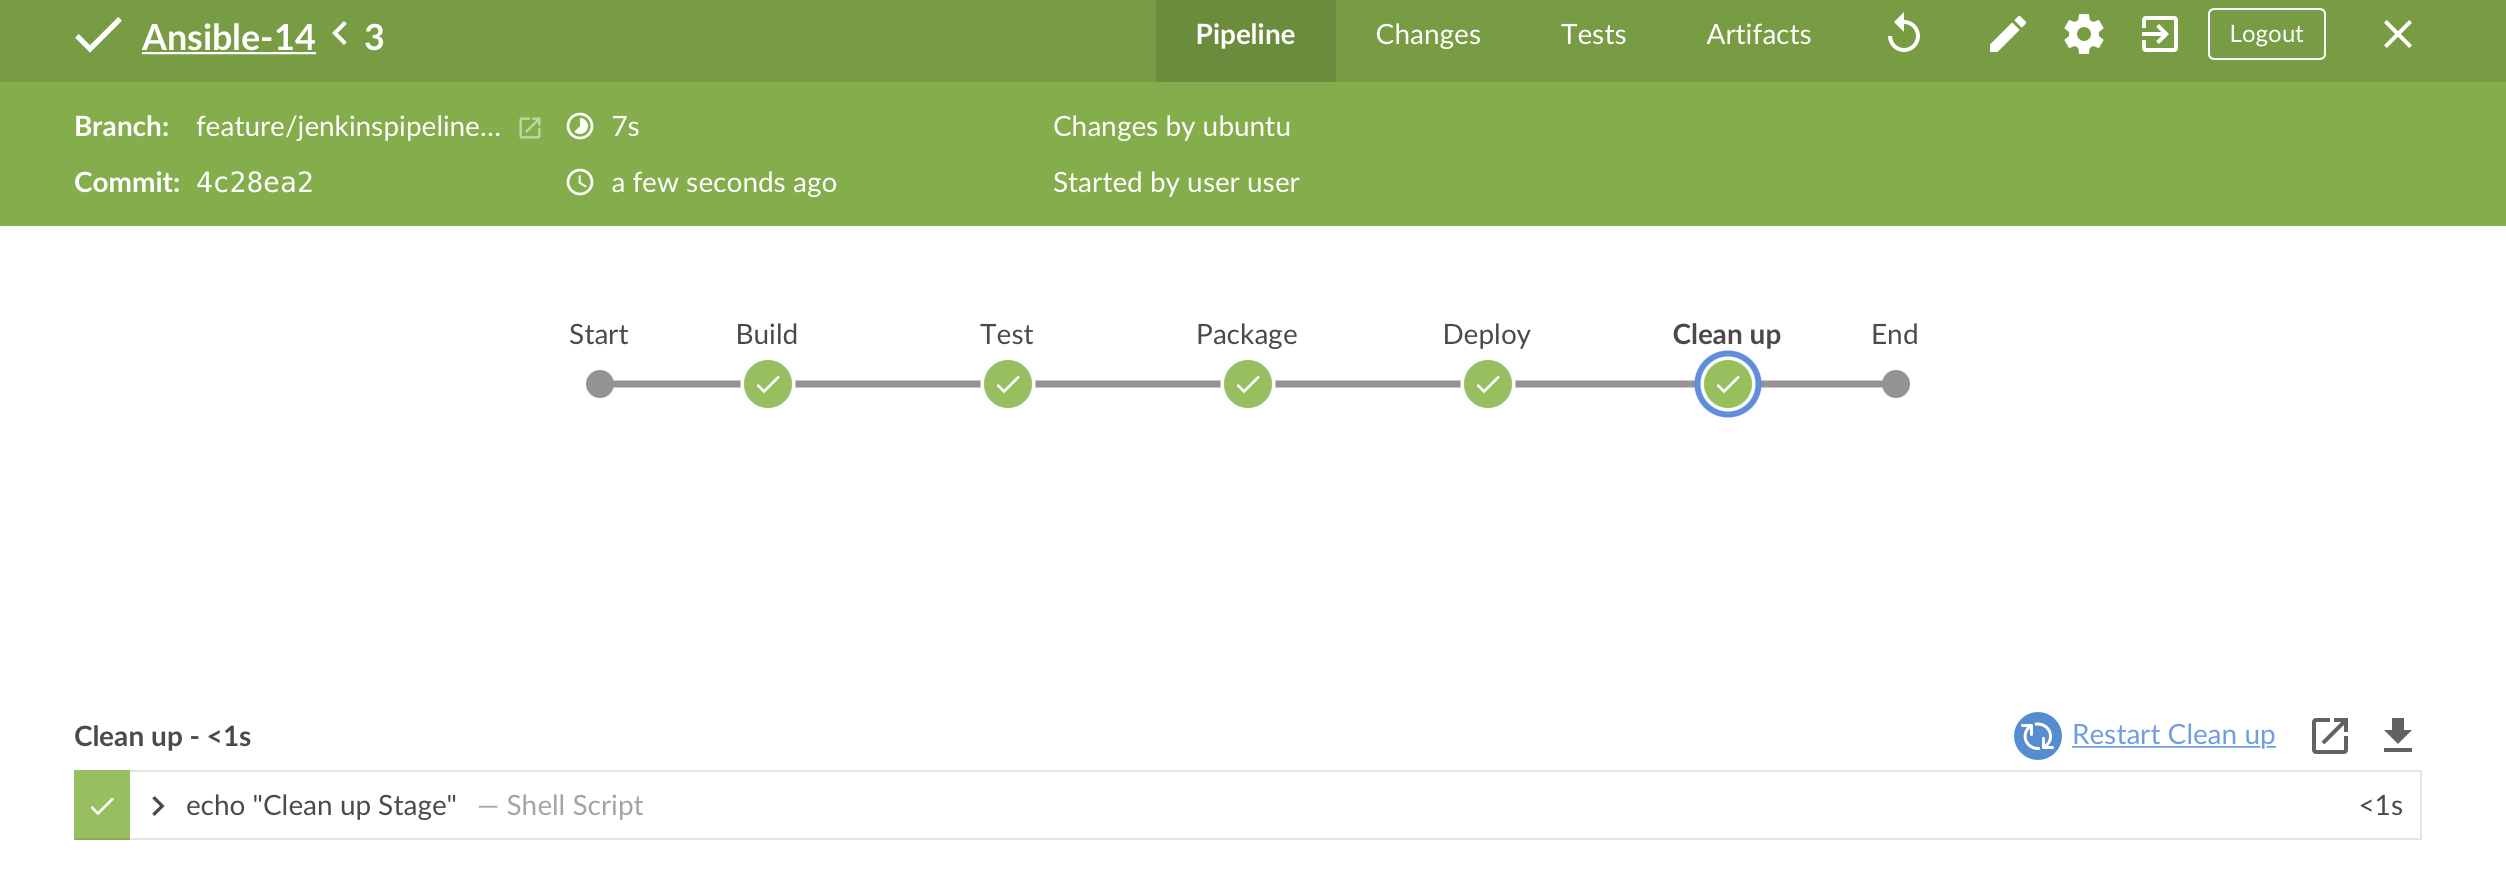 Ansible-14 < 3 Pipeline Changes Tests Artifacts Logout
Branch: feature/jenkinspipeline... 7s Changes by ubuntu
Commit: 4c28ea2 a few seconds ago Started by user user
Start Build Test Package Deploy Clean up End
Clean up - <1s Restart Clean up
echo "Clean up Stage" — Shell Script <1s